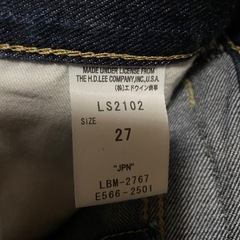 MADE UNDER LICENSE FROM
THE H.D.LEE COMPANY,INC.,U.S.A.
(株)エドウイン商事
LS2102
SIZE
27
"JPN"
LBM-2767
E566-2501